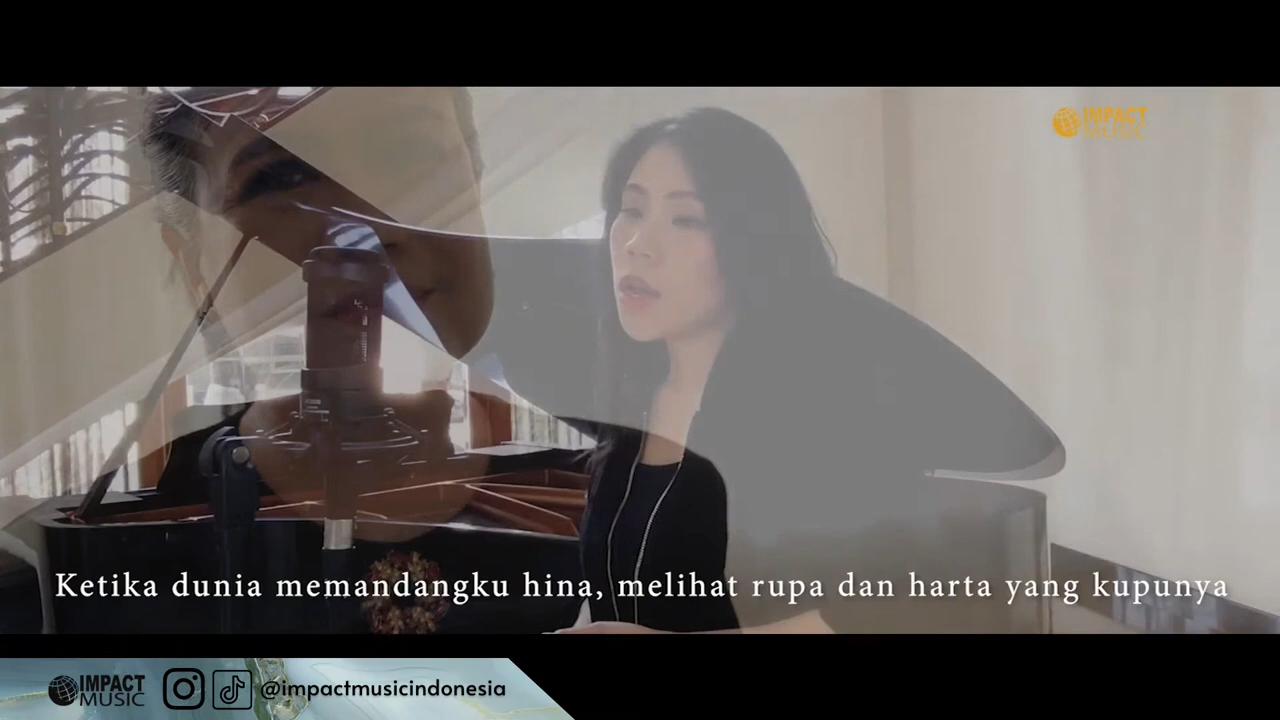 IMPACT
MUSIC
Ketika dunia memandangku hina, melihat rupa dan harta yang kupunya
IMPACT
MUSIC
@impactmusicindonesia